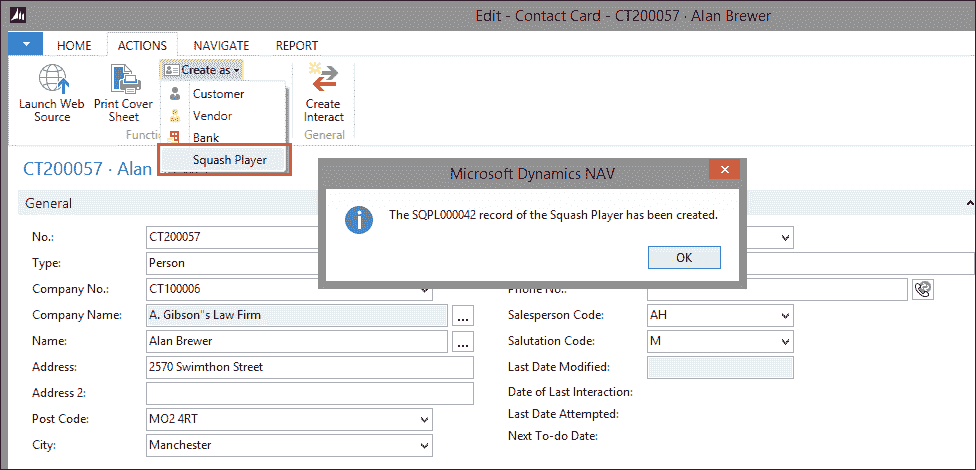 Edit - Contact Card - CT200057 · Alan Brewer
HOME ACTIONS NAVIGATE REPORT
Create as
Launch Web Source
Print Cover Sheet
Customer
Vendor
Bank
Squash Player
Create Interact
Functi
General
CT200057 · Alan
Microsoft Dynamics NAV
The SQPL000042 record of the Squash Player has been created.
OK
General
No.: CT200057
Type: Person
Company No.: CT100006
Phone No.:
Company Name: A. Gibson"s Law Firm ...
Salesperson Code: AH
Name: Alan Brewer ...
Salutation Code: M
Address: 2570 Swimthon Street
Last Date Modified:
Address 2:
Date of Last Interaction:
Post Code: MO2 4RT
Last Date Attempted:
City: Manchester
Next To-do Date: